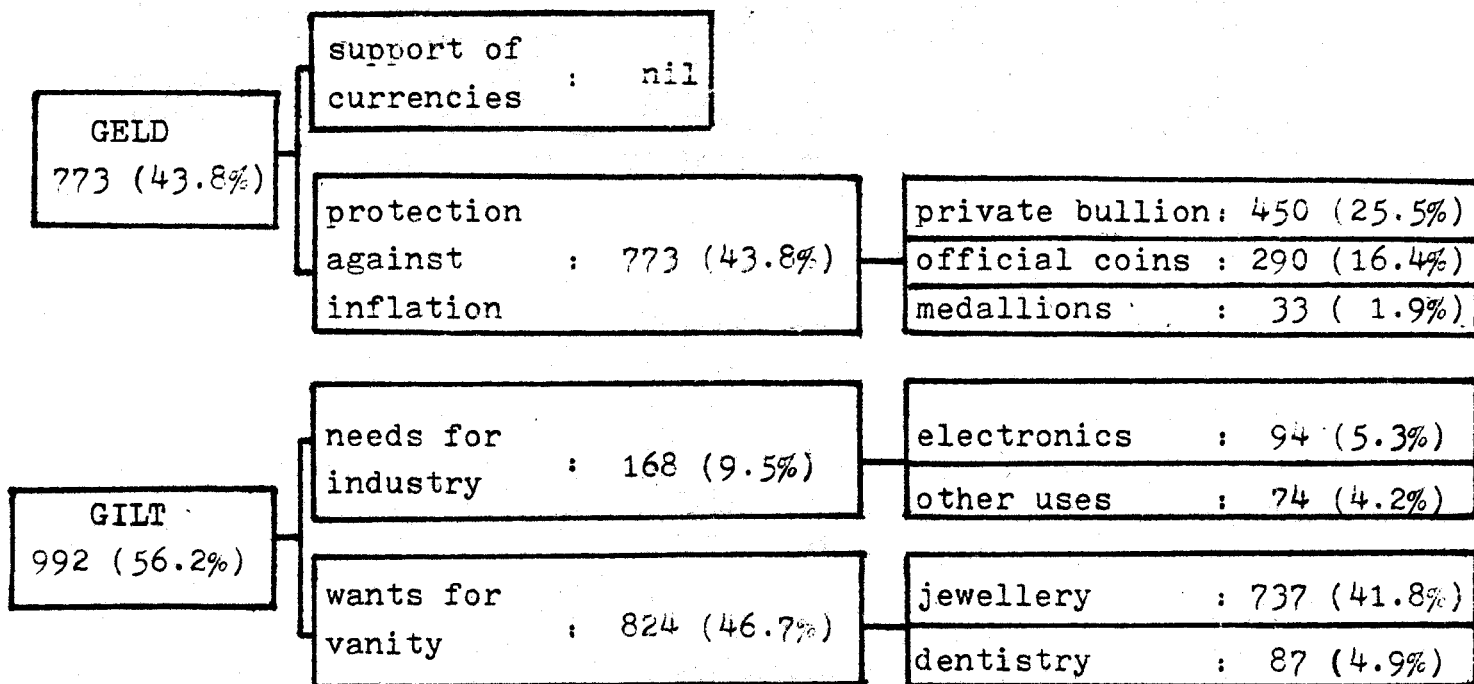 support of
currencies : nil
GELD
773 (43.8%)
protection
against : 773 (43.8%)
inflation
private bullion: 450 (25.5%)
official coins : 290 (16.4%)
medallions : 33 ( 1.9%)
GILT
992 (56.2%)
needs for
industry : 168 (9.5%)
electronics : 94 (5.3%)
other uses : 74 (4.2%)
wants for
vanity : 824 (46.7%)
jewellery : 737 (41.8%)
dentistry : 87 (4.9%)